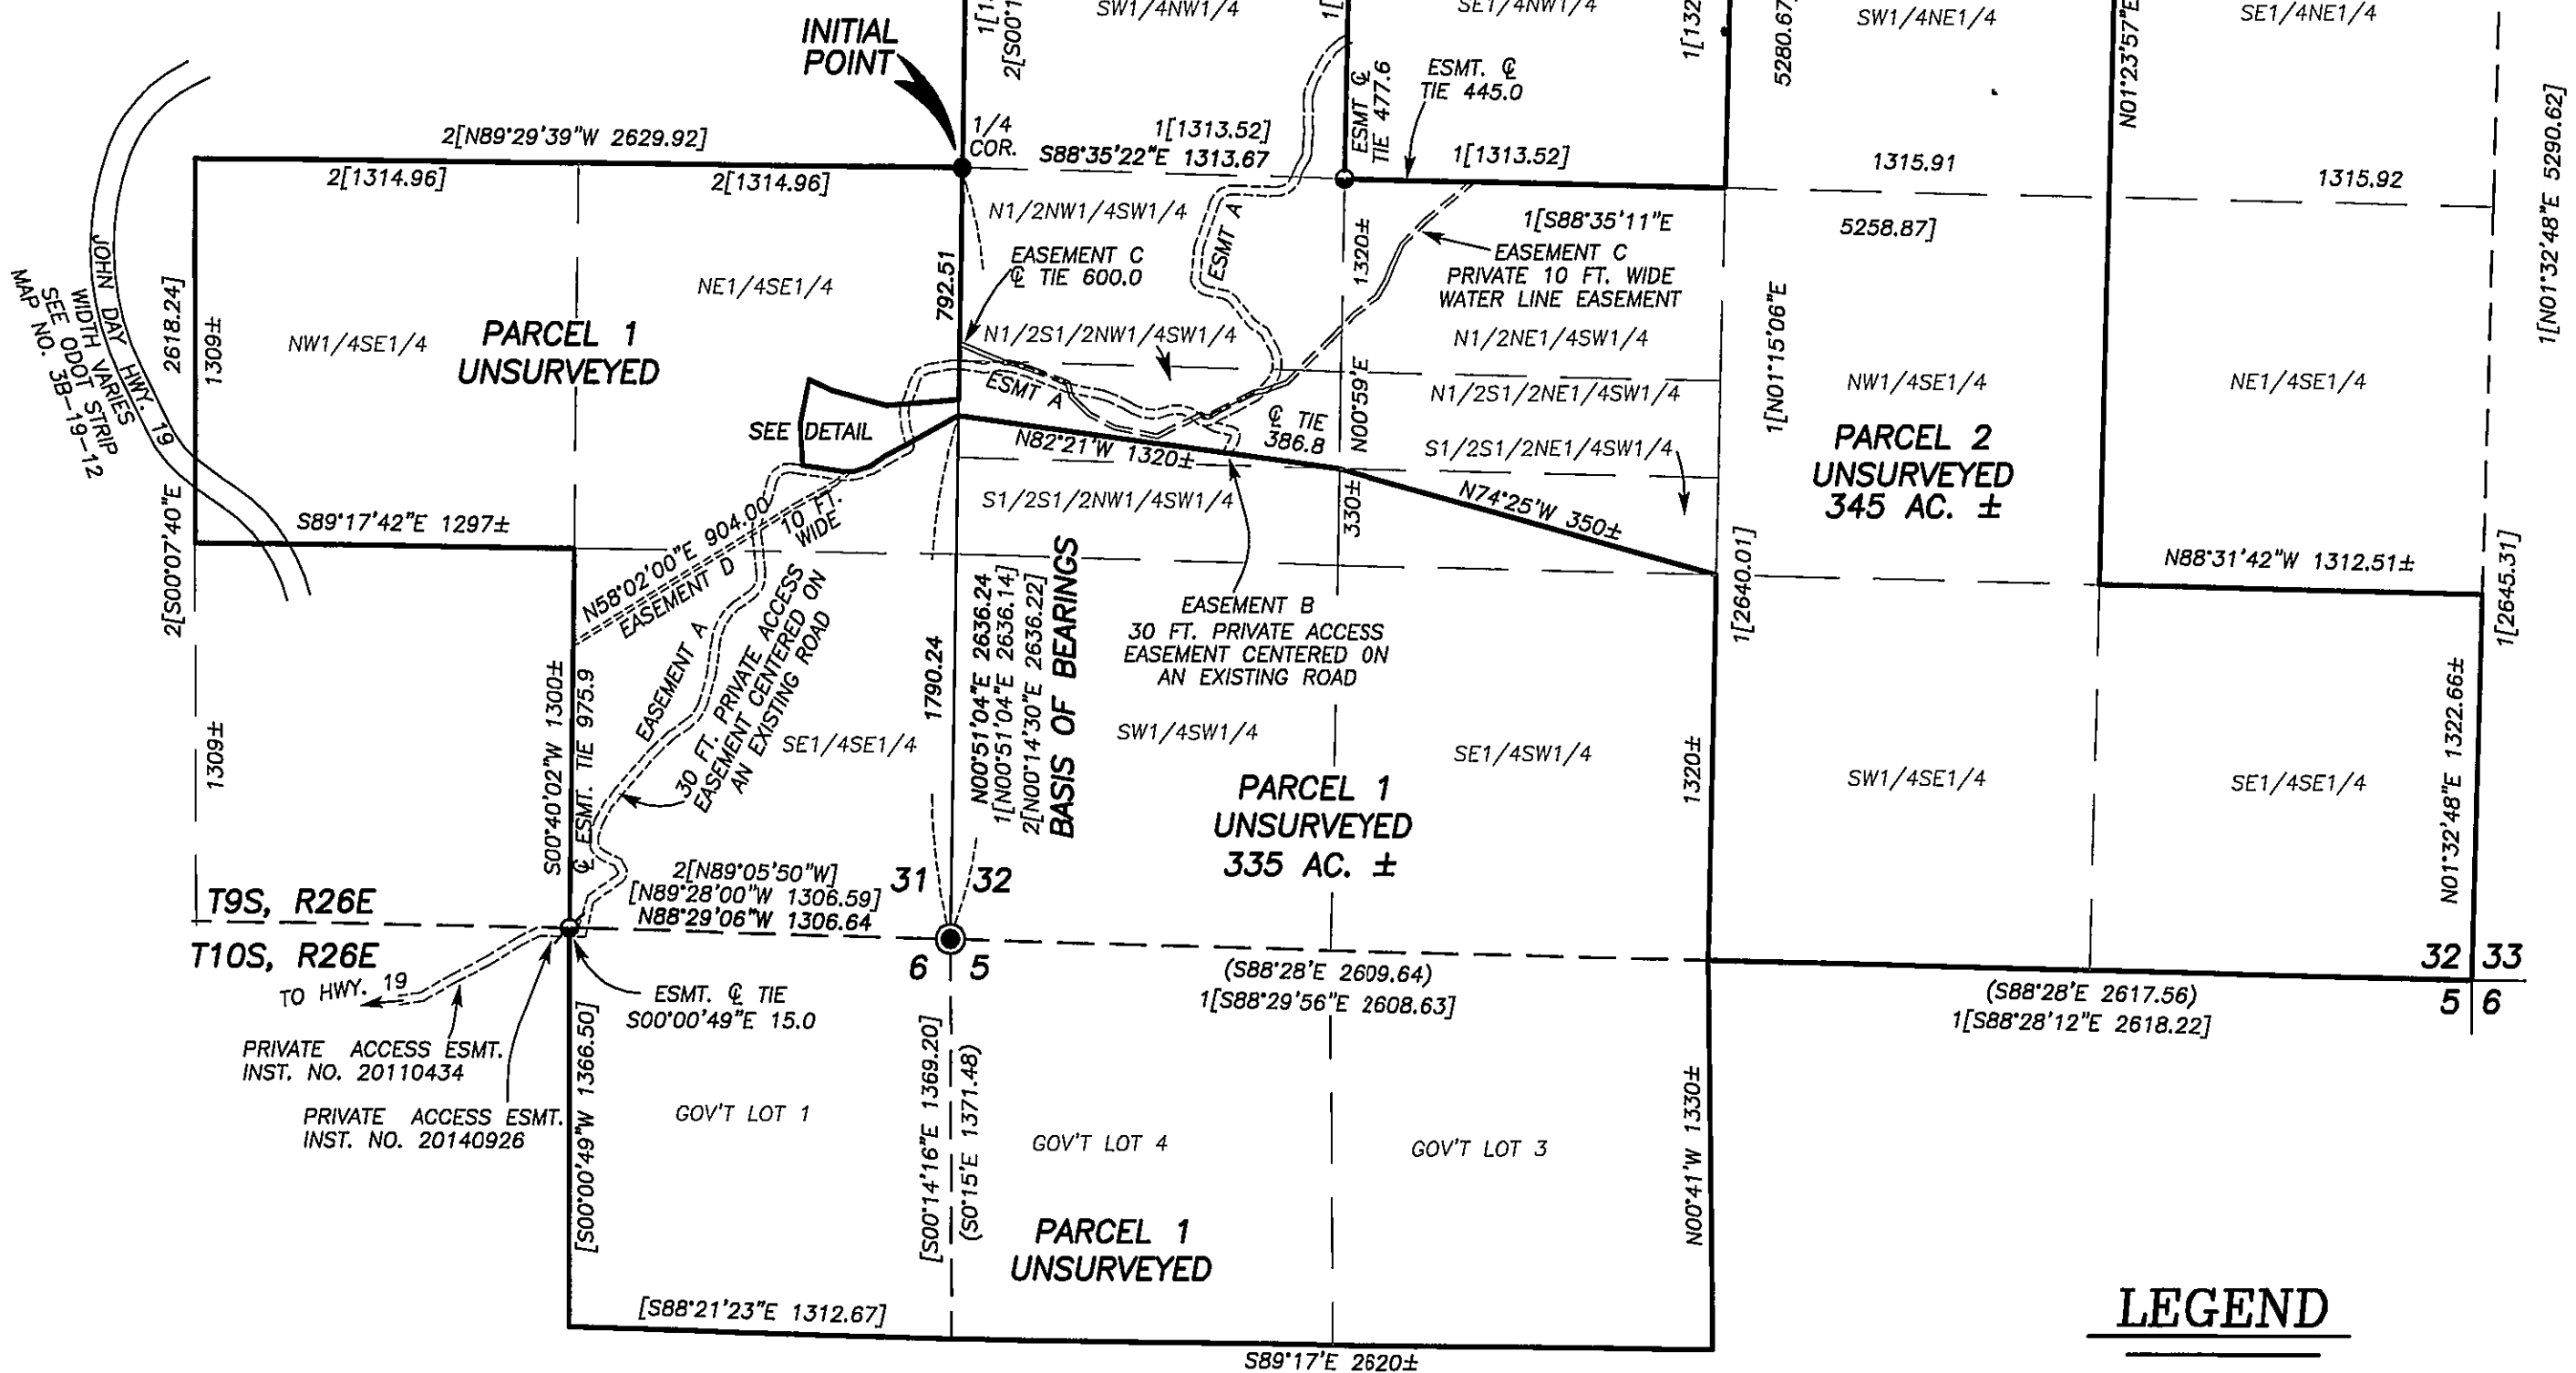 SW1/4NW1/4
SE1/4NW1/4
SW1/4NE1/4
SE1/4NE1/4
5280.67
N01°23'57"E
1[N01°32'48"E 5290.62]
INITIAL
POINT
1/4
COR.
2[N89°29'39"W 2629.92]
2[1314.96]
2[1314.96]
1[1313.52]
S88°35'22"E 1313.67
ESMT ℄
TIE 477.6
ESMT. ℄
TIE 445.0
1[1313.52]
1315.91
1315.92
1[S88°35'11"E
5258.87]
JOHN DAY HWY. 19
WIDTH VARIES
SEE ODOT STRIP
MAP NO. 3B-19-12
2[S00°07'40"E 2618.24]
1309±
NW1/4SE1/4
NE1/4SE1/4
PARCEL 1
UNSURVEYED
792.51
N1/2NW1/4SW1/4
EASEMENT C
℄ TIE 600.0
N1/2S1/2NW1/4SW1/4
ESMT A
ESMT A
1320±
N00°59'E
EASEMENT C
PRIVATE 10 FT. WIDE
WATER LINE EASEMENT
N1/2NE1/4SW1/4
N1/2S1/2NE1/4SW1/4
S1/2S1/2NE1/4SW1/4
1[N01°15'06"E
NW1/4SE1/4
NE1/4SE1/4
PARCEL 2
UNSURVEYED
345 AC. ±
SEE DETAIL
℄ TIE
386.8
N82°21'W 1320±
S1/2S1/2NW1/4SW1/4
330±
N74°25'W 350±
S89°17'42"E 1297±
N58°02'00"E 904.00
EASEMENT D
10 FT.
WIDE
1[2640.01]
N88°31'42"W 1312.51±
1[2645.31]
EASEMENT B
30 FT. PRIVATE ACCESS
EASEMENT CENTERED ON
AN EXISTING ROAD
N00°51'04"E 2636.24
1[N00°51'04"E 2636.14]
2[N00°14'30"E 2636.22]
BASIS OF BEARINGS
1790.24
EASEMENT A
30 FT. PRIVATE ACCESS
EASEMENT CENTERED ON
AN EXISTING ROAD
S00°40'02"W 1300±
℄ ESMT. TIE 975.9
1309±
SE1/4SE1/4
SW1/4SW1/4
SE1/4SW1/4
1320±
SW1/4SE1/4
SE1/4SE1/4
N01°32'48"E 1322.66±
PARCEL 1
UNSURVEYED
335 AC. ±
2[N89°05'50"W]
[N89°28'00"W 1306.59]
N88°29'06"W 1306.64
31 32
T9S, R26E
T10S, R26E
TO HWY. 19
6 5
32 33
5 6
ESMT. ℄ TIE
S00°00'49"E 15.0
(S88°28'E 2609.64)
1[S88°29'56"E 2608.63]
(S88°28'E 2617.56)
1[S88°28'12"E 2618.22]
PRIVATE ACCESS ESMT.
INST. NO. 20110434
PRIVATE ACCESS ESMT.
INST. NO. 20140926
[S00°00'49"W 1366.50]
GOV'T LOT 1
[S00°14'16"E 1369.20]
(S0°15'E 1371.48)
GOV'T LOT 4
GOV'T LOT 3
N00°41'W 1330±
PARCEL 1
UNSURVEYED
[S88°21'23"E 1312.67]
S89°17'E 2620±
LEGEND